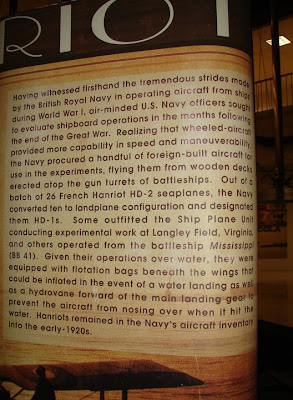 RIOT
Having witnessed firsthand the tremendous strides made
by the British Royal Navy in operating aircraft from ships
during World War I, air-minded U.S. Navy officers sought
to evaluate shipboard operations in the months following
the end of the Great War. Realizing that wheeled-aircraft
provided more capability in speed and maneuverability,
the Navy procured a handful of foreign-built aircraft for
use in the experiments, flying them from wooden decks
erected atop the gun turrets of battleships. Out of a
batch of 26 French Hanriot HD-2 seaplanes, the Navy
converted ten to landplane configuration and designated
them HD-1s. Some outfitted the Ship Plane Unit
conducting experimental work at Langley Field, Virginia,
and others operated from the battleship Mississippi
(BB 41). Given their operations over water, they were
equipped with flotation bags beneath the wings that
could be inflated in the event of a water landing as well
as a hydrovane forward of the main landing gear to
prevent the aircraft from nosing over when it hit the
water. Hanriots remained in the Navy's aircraft inventory
into the early-1920s.